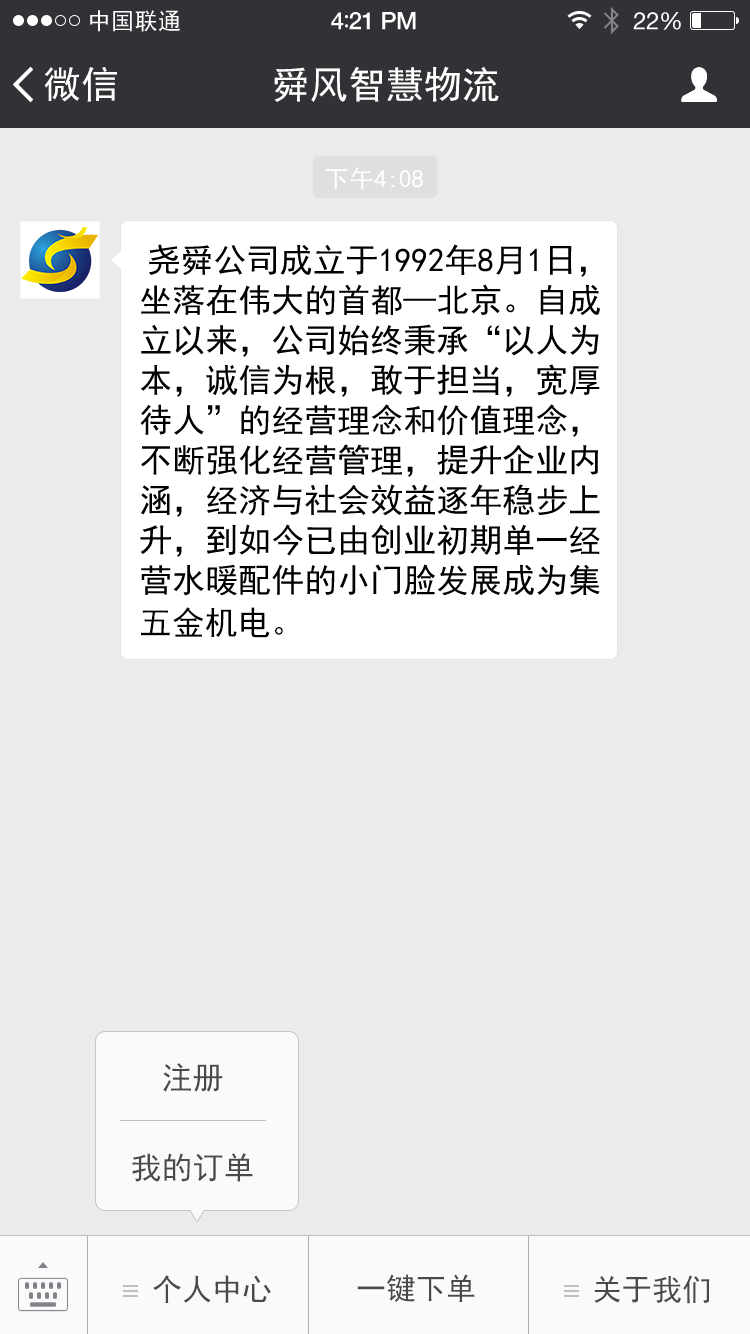 中国联通 4:21 PM 22%
微信 舜风智慧物流
下午4:08
尧舜公司成立于1992年8月1日，
坐落在伟大的首都—北京。自成
立以来，公司始终秉承“以人为
本，诚信为根，敢于担当，宽厚
待人”的经营理念和价值理念，
不断强化经营管理，提升企业内
涵，经济与社会效益逐年稳步上
升，到如今已由创业初期单一经
营水暖配件的小门脸发展成为集
五金机电。
注册
我的订单
个人中心 一键下单 关于我们